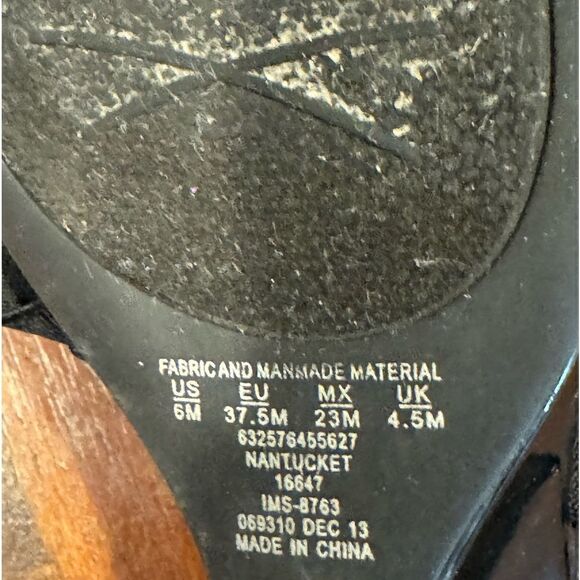 FABRIC AND MANMADE MATERIAL
US EU MX UK
6M 37.5M 23M 4.5M
632576455627
NANTUCKET
16647
IMS-8763
069310 DEC 13
MADE IN CHINA